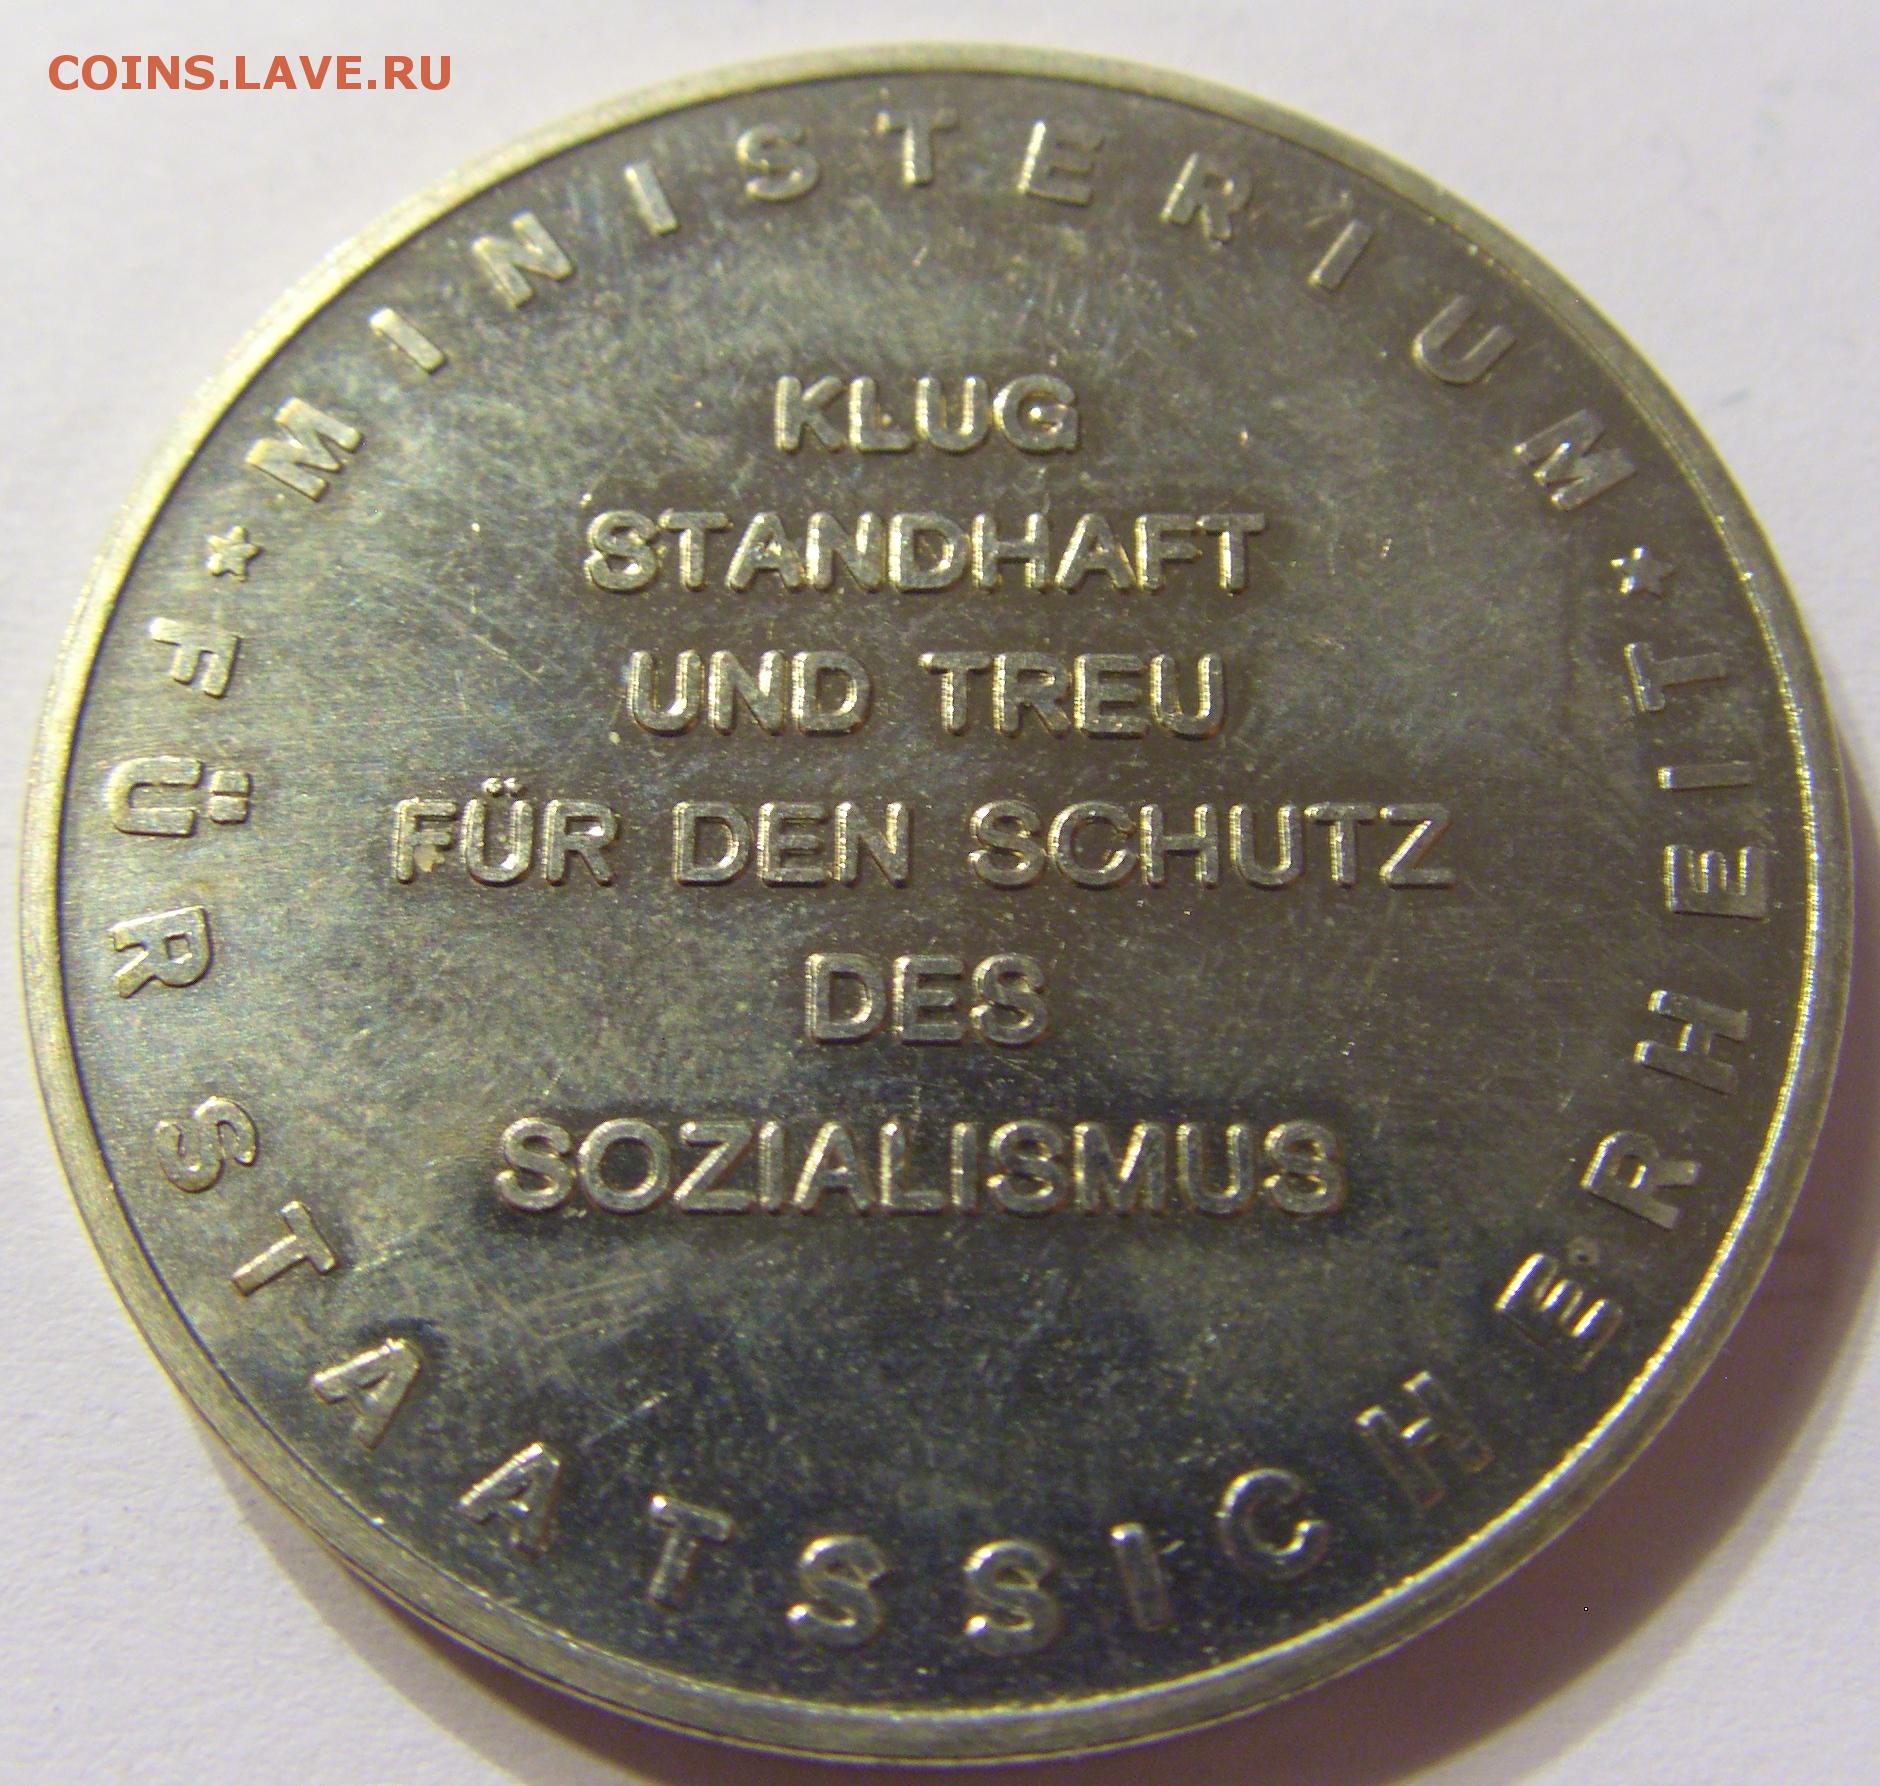 COINS.LAVE.RU
* MINISTERIUM *
FÜR STAATSSICHERHEIT
KLUG
STANDHAFT
UND TREU
FÜR DEN SCHUTZ
DES
SOZIALISMUS